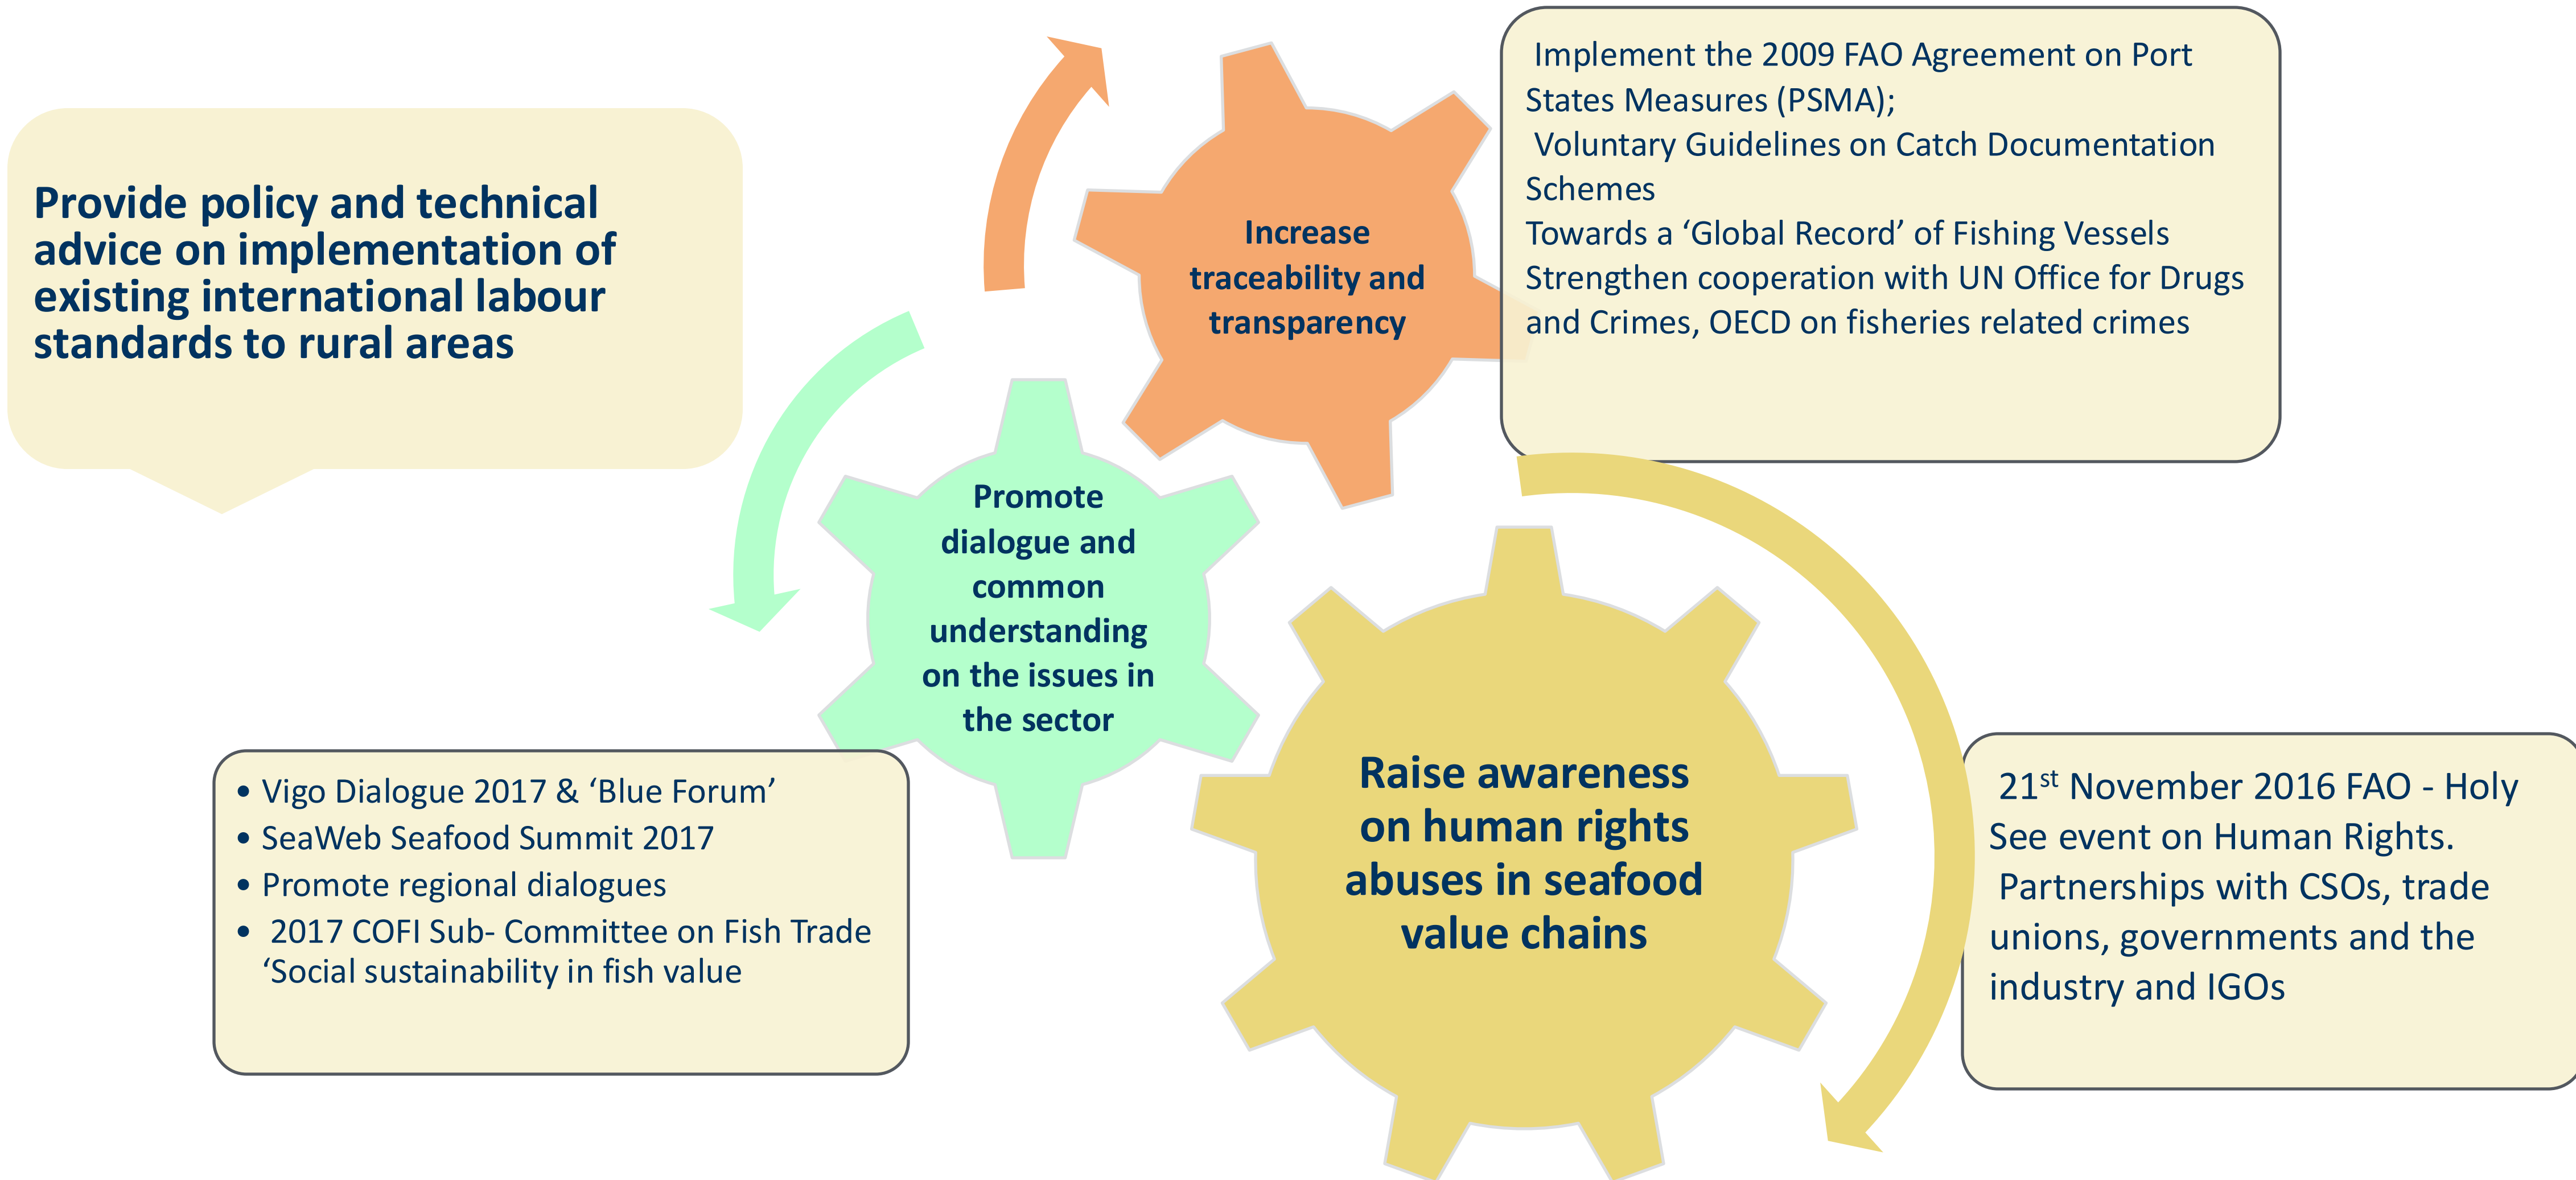 Provide policy and technical
advice on implementation of
existing international labour
standards to rural areas
Increase
traceability and
transparency
Implement the 2009 FAO Agreement on Port
States Measures (PSMA);
Voluntary Guidelines on Catch Documentation
Schemes
Towards a ‘Global Record’ of Fishing Vessels
Strengthen cooperation with UN Office for Drugs
and Crimes, OECD on fisheries related crimes
Promote
dialogue and
common
understanding
on the issues in
the sector
• Vigo Dialogue 2017 & ‘Blue Forum’
• SeaWeb Seafood Summit 2017
• Promote regional dialogues
• 2017 COFI Sub- Committee on Fish Trade
‘Social sustainability in fish value
Raise awareness
on human rights
abuses in seafood
value chains
21st November 2016 FAO - Holy
See event on Human Rights.
Partnerships with CSOs, trade
unions, governments and the
industry and IGOs